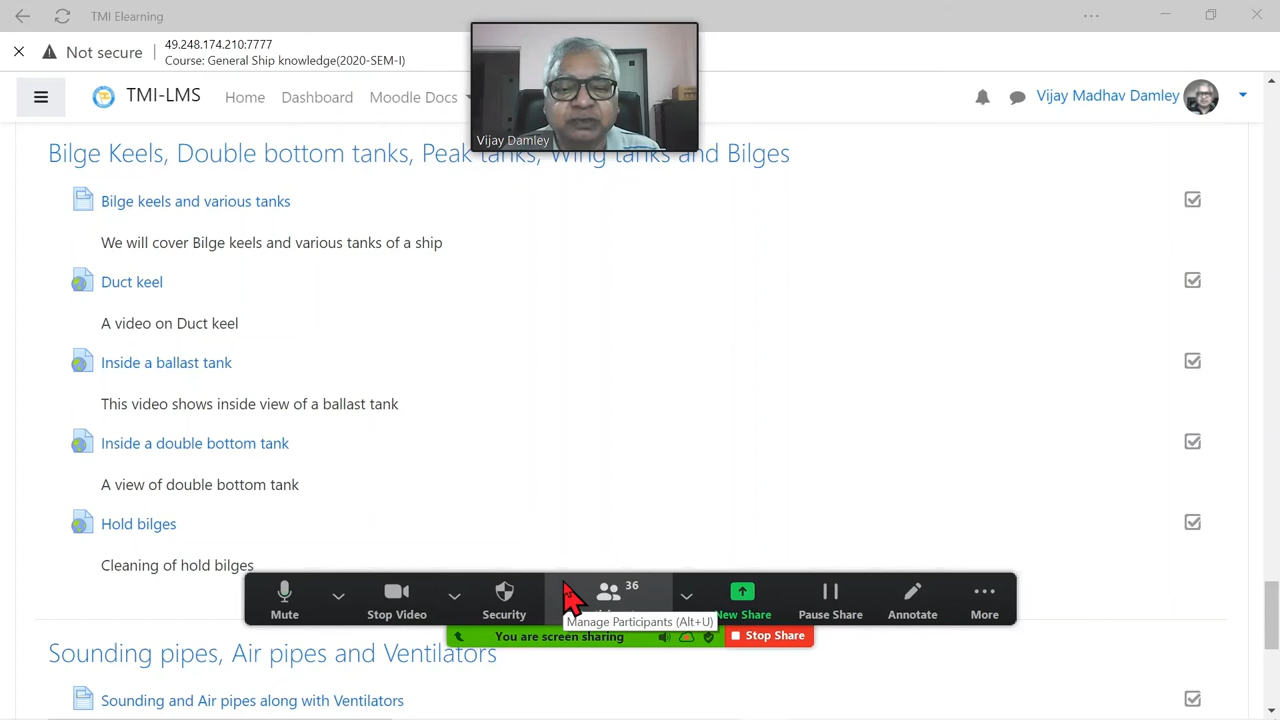 TMI Elearning
Not secure
49.248.174.210:7777
Course: General Ship knowledge(2020-SEM-I)
TMI-LMS
Home
Dashboard
Moodle Docs
Vijay Madhav Damley
Vijay Damley
Bilge Keels, Double bottom tanks, Peak tanks, Wing tanks and Bilges
Bilge keels and various tanks
We will cover Bilge keels and various tanks of a ship
Duct keel
A video on Duct keel
Inside a ballast tank
This video shows inside view of a ballast tank
Inside a double bottom tank
A view of double bottom tank
Hold bilges
Cleaning of hold bilges
36
Mute
Stop Video
Security
New Share
Pause Share
Annotate
More
Manage Participants (Alt+U)
You are screen sharing
Stop Share
Sounding pipes, Air pipes and Ventilators
Sounding and Air pipes along with Ventilators